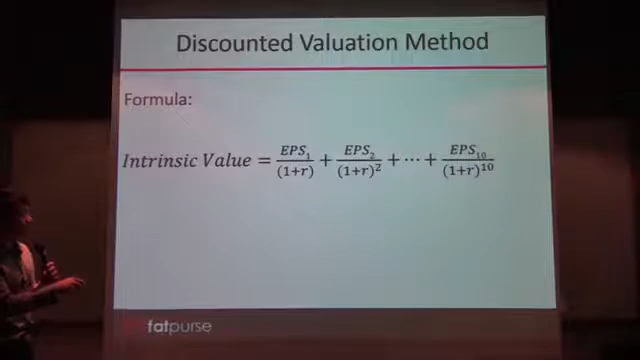 Discounted Valuation Method
Formula:
Intrinsic Value = EPS₁/(1+r) + EPS₂/(1+r)² + ⋯ + EPS₁₀/(1+r)¹⁰
fatpurse